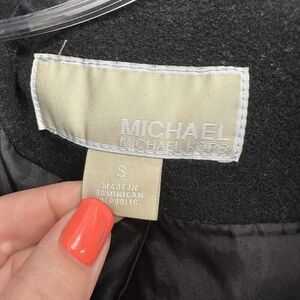 MICHAEL
MICHAEL KORS
S
MADE IN
DOMINICAN
REPUBLIC